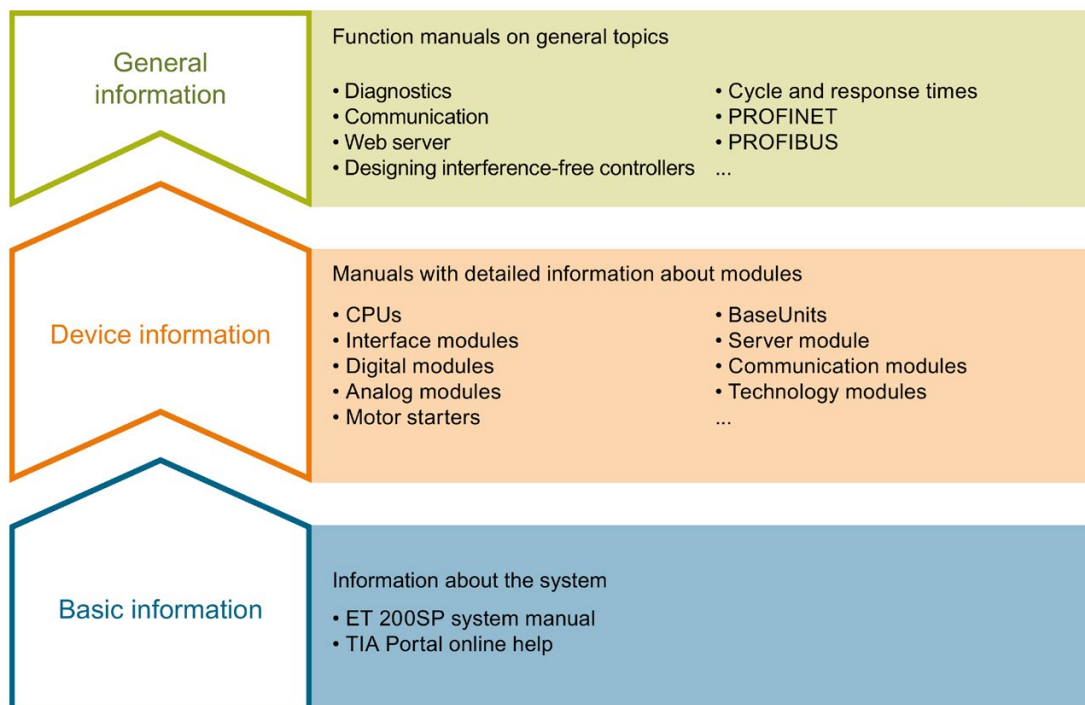 General
information
Function manuals on general topics
• Diagnostics
• Communication
• Web server
• Designing interference-free controllers
• Cycle and response times
• PROFINET
• PROFIBUS
...
Device information
Manuals with detailed information about modules
• CPUs
• Interface modules
• Digital modules
• Analog modules
• Motor starters
• BaseUnits
• Server module
• Communication modules
• Technology modules
...
Basic information
Information about the system
• ET 200SP system manual
• TIA Portal online help